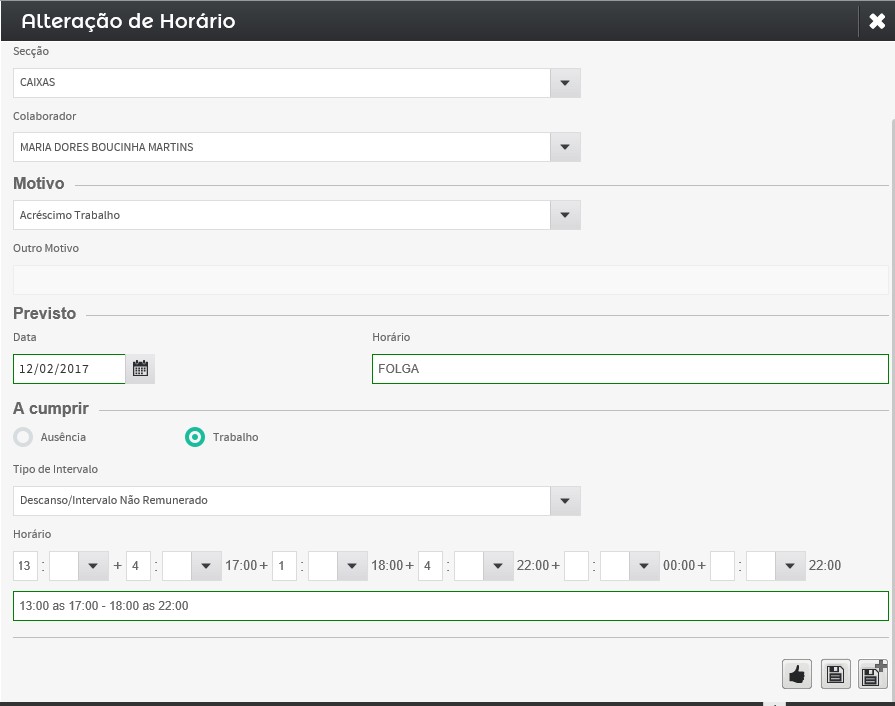 Alteração de Horário
Secção
CAIXAS
Colaborador
MARIA DORES BOUCINHA MARTINS
Motivo
Acréscimo Trabalho
Outro Motivo
Previsto
Data Horário
12/02/2017 FOLGA
A cumprir
Ausência Trabalho
Tipo de Intervalo
Descanso/Intervalo Não Remunerado
Horário
13 : + 4 : 17:00 + 1 : 18:00 + 4 : 22:00 + : 00:00 + : 22:00
13:00 as 17:00 - 18:00 as 22:00